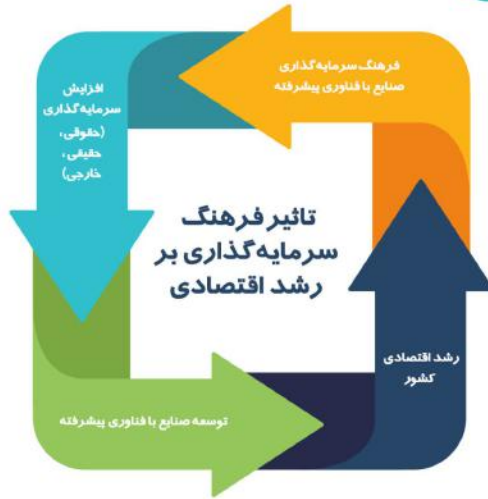 فرهنگ سرمایه‌گذاری
صنایع با فناوری پیشرفته
افزایش
سرمایه‌گذاری
(حقوقی،
حقیقی،
خارجی)
تاثیر فرهنگ
سرمایه‌گذاری بر
رشد اقتصادی
رشد اقتصادی
کشور
توسعه صنایع با فناوری پیشرفته